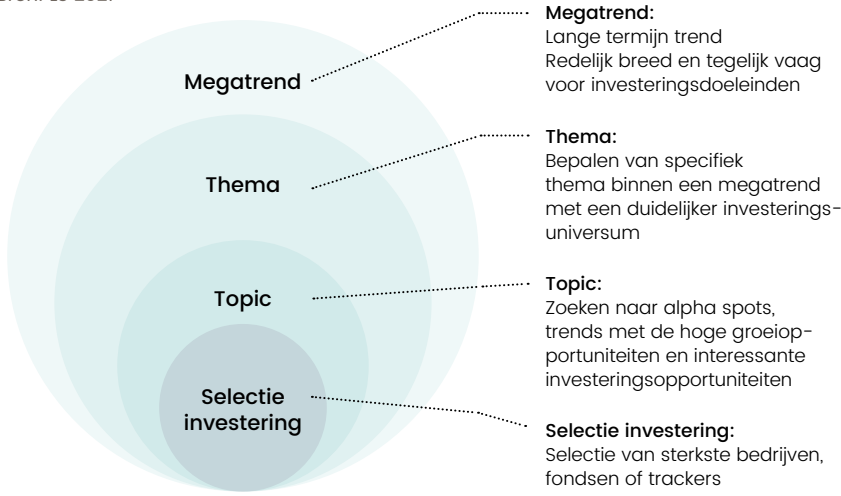 Megatrend
Thema
Topic
Selectie
investering
Megatrend:
Lange termijn trend
Redelijk breed en tegelijk vaag
voor investeringsdoeleinden
Thema:
Bepalen van specifiek
thema binnen een megatrend
met een duidelijker investerings-
universum
Topic:
Zoeken naar alpha spots,
trends met de hoge groeiop-
portuniteiten en interessante
investeringsopportuniteiten
Selectie investering:
Selectie van sterkste bedrijven,
fondsen of trackers